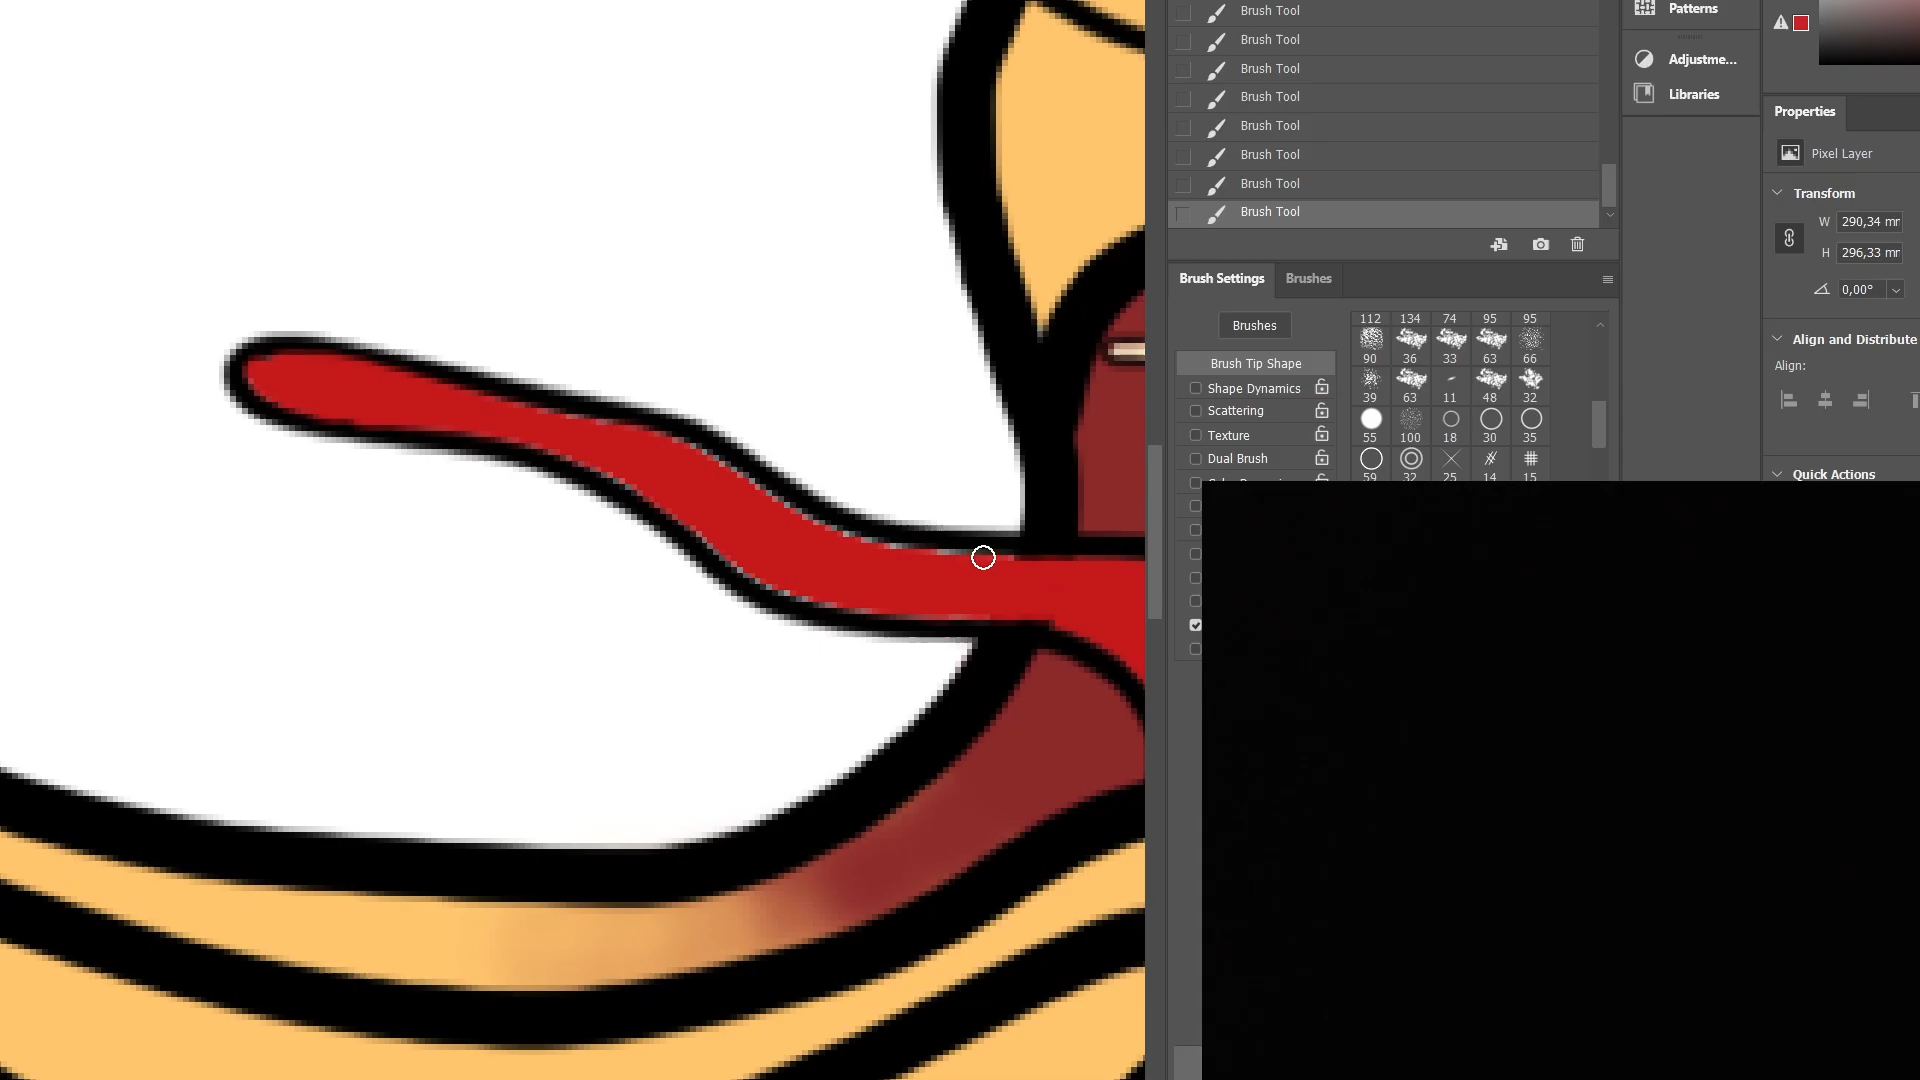 Brush Tool
Brush Tool
Brush Tool
Brush Tool
Brush Tool
Brush Tool
Brush Tool
Brush Tool
Brush Settings Brushes
Brushes
Brush Tip Shape
Shape Dynamics
Scattering
Texture
Dual Brush
112 134 74 95 95
90 36 33 63 66
39 63 11 48 32
55 100 18 30 35
59 32 25 14 15
Patterns
Adjustme...
Libraries
Properties
Pixel Layer
Transform
W 290,34 mr
H 296,33 mr
0,00°
Align and Distribute
Align:
Quick Actions